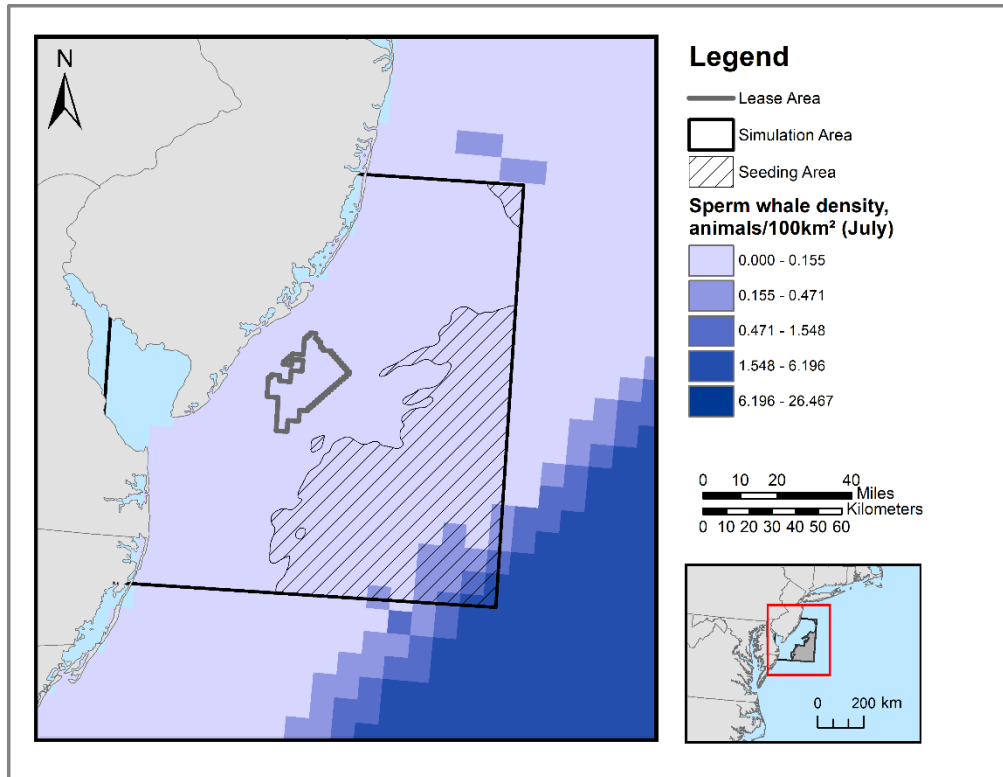 N
Legend
Lease Area
Simulation Area
Seeding Area
Sperm whale density,
animals/100km² (July)
0.000 - 0.155
0.155 - 0.471
0.471 - 1.548
1.548 - 6.196
6.196 - 26.467
0 10 20 40
Miles
Kilometers
0 10 20 30 40 50 60
0 200 km